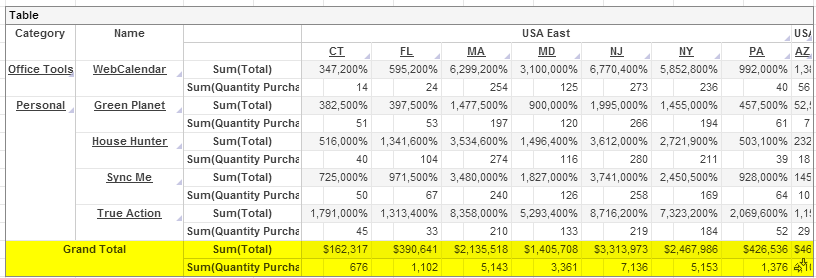 Table
Category Name USA East USA
CT FL MA MD NJ NY PA AZ
Office Tools WebCalendar Sum(Total) 347,200% 595,200% 6,299,200% 3,100,000% 6,770,400% 5,852,800% 992,000%
Sum(Quantity Purcha 14 24 254 125 273 236 40 56
Personal Green Planet Sum(Total) 382,500% 397,500% 1,477,500% 900,000% 1,995,000% 1,455,000% 457,500%
Sum(Quantity Purcha 51 53 197 120 266 194 61 7
House Hunter Sum(Total) 516,000% 1,341,600% 3,534,600% 1,496,400% 3,612,000% 2,721,900% 503,100% 232
Sum(Quantity Purcha 40 104 274 116 280 211 39 18
Sync Me Sum(Total) 725,000% 971,500% 3,480,000% 1,827,000% 3,741,000% 2,450,500% 928,000% 145
Sum(Quantity Purcha 50 67 240 126 258 169 64 10
True Action Sum(Total) 1,791,000% 1,313,400% 8,358,000% 5,293,400% 8,716,200% 7,323,200% 2,069,600%
Sum(Quantity Purcha 45 33 210 133 219 184 52 29
Grand Total Sum(Total) $162,317 $390,641 $2,135,518 $1,405,708 $3,313,973 $2,467,986 $426,536 $46
Sum(Quantity Purcha 676 1,102 5,143 3,361 7,136 5,153 1,376